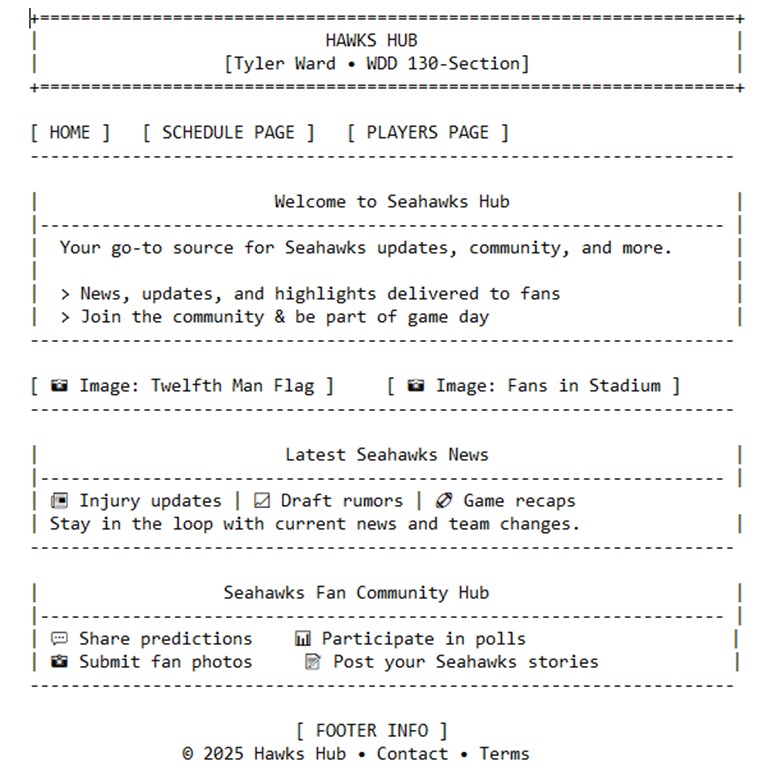 HAWKS HUB
[Tyler Ward • WDD 130-Section]
[ HOME ] [ SCHEDULE PAGE ] [ PLAYERS PAGE ]
Welcome to Seahawks Hub
Your go-to source for Seahawks updates, community, and more.
> News, updates, and highlights delivered to fans
> Join the community & be part of game day
[ 📷 Image: Twelfth Man Flag ] [ 📷 Image: Fans in Stadium ]
Latest Seahawks News
📰 Injury updates | 📈 Draft rumors | 🏈 Game recaps
Stay in the loop with current news and team changes.
Seahawks Fan Community Hub
💬 Share predictions 📊 Participate in polls
📷 Submit fan photos 📝 Post your Seahawks stories
[ FOOTER INFO ]
© 2025 Hawks Hub • Contact • Terms